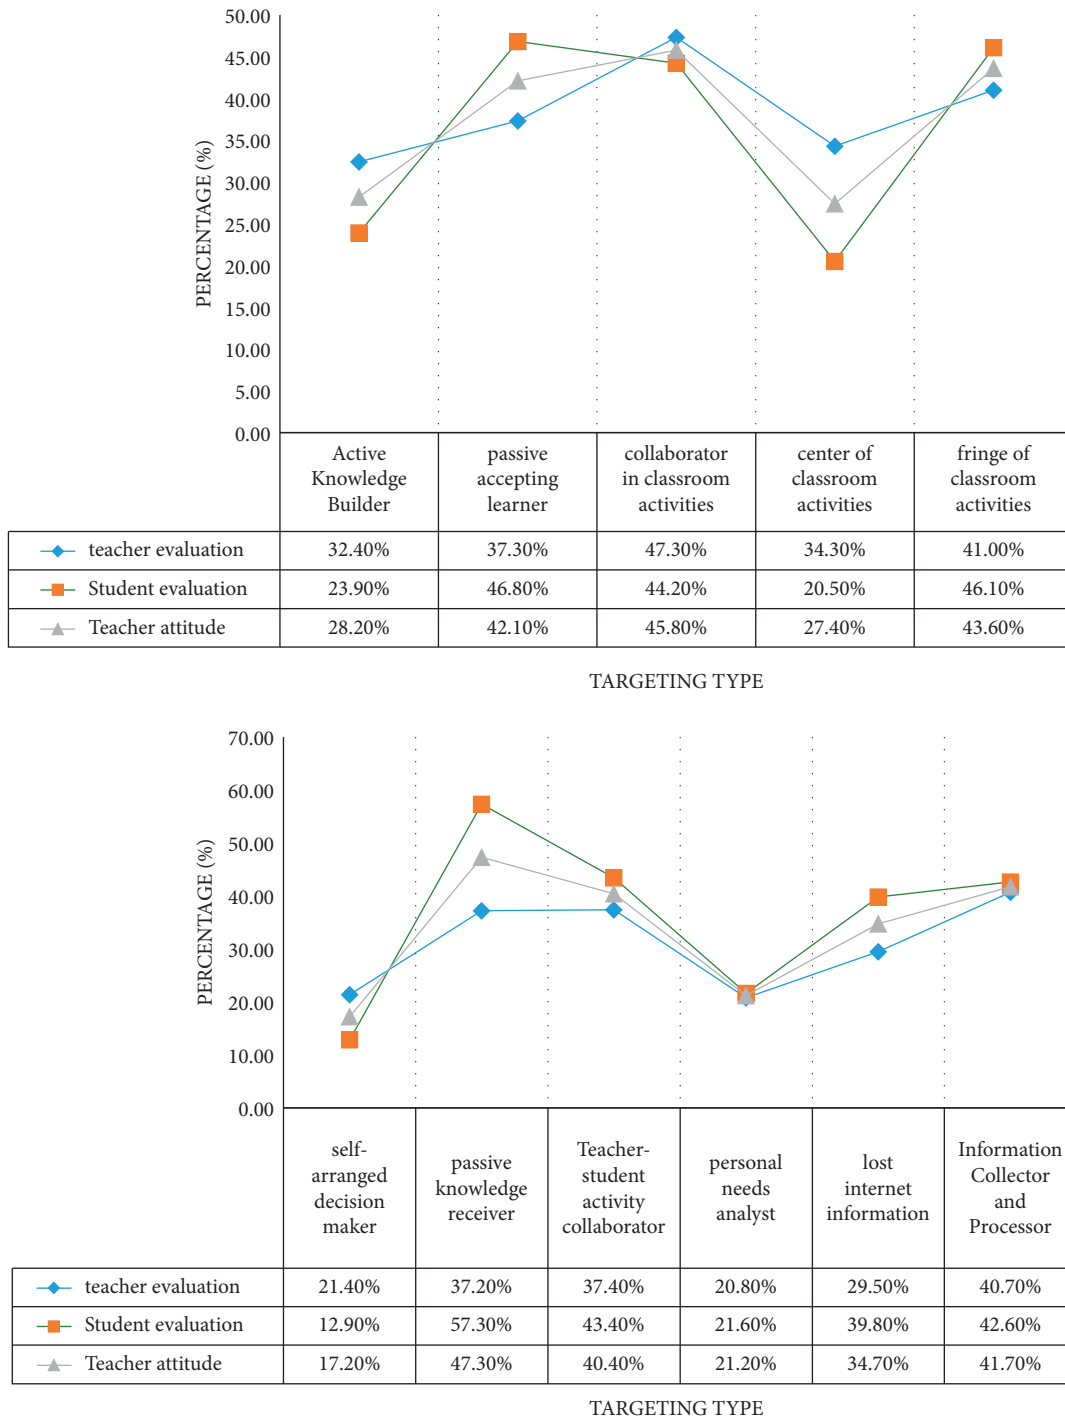 50.00
45.00
40.00
35.00
30.00
25.00
20.00
15.00
10.00
5.00
0.00
PERCENTAGE (%)
Active
Knowledge
Builder
passive
accepting
learner
collaborator
in classroom
activities
center of
classroom
activities
fringe of
classroom
activities
teacher evaluation 32.40% 37.30% 47.30% 34.30% 41.00%
Student evaluation 23.90% 46.80% 44.20% 20.50% 46.10%
Teacher attitude 28.20% 42.10% 45.80% 27.40% 43.60%
TARGETING TYPE
70.00
60.00
50.00
40.00
30.00
20.00
10.00
0.00
PERCENTAGE (%)
self-
arranged
decision
maker
passive
knowledge
receiver
Teacher-
student
activity
collaborator
personal
needs
analyst
lost
internet
information
Information
Collector
and
Processor
teacher evaluation 21.40% 37.20% 37.40% 20.80% 29.50% 40.70%
Student evaluation 12.90% 57.30% 43.40% 21.60% 39.80% 42.60%
Teacher attitude 17.20% 47.30% 40.40% 21.20% 34.70% 41.70%
TARGETING TYPE